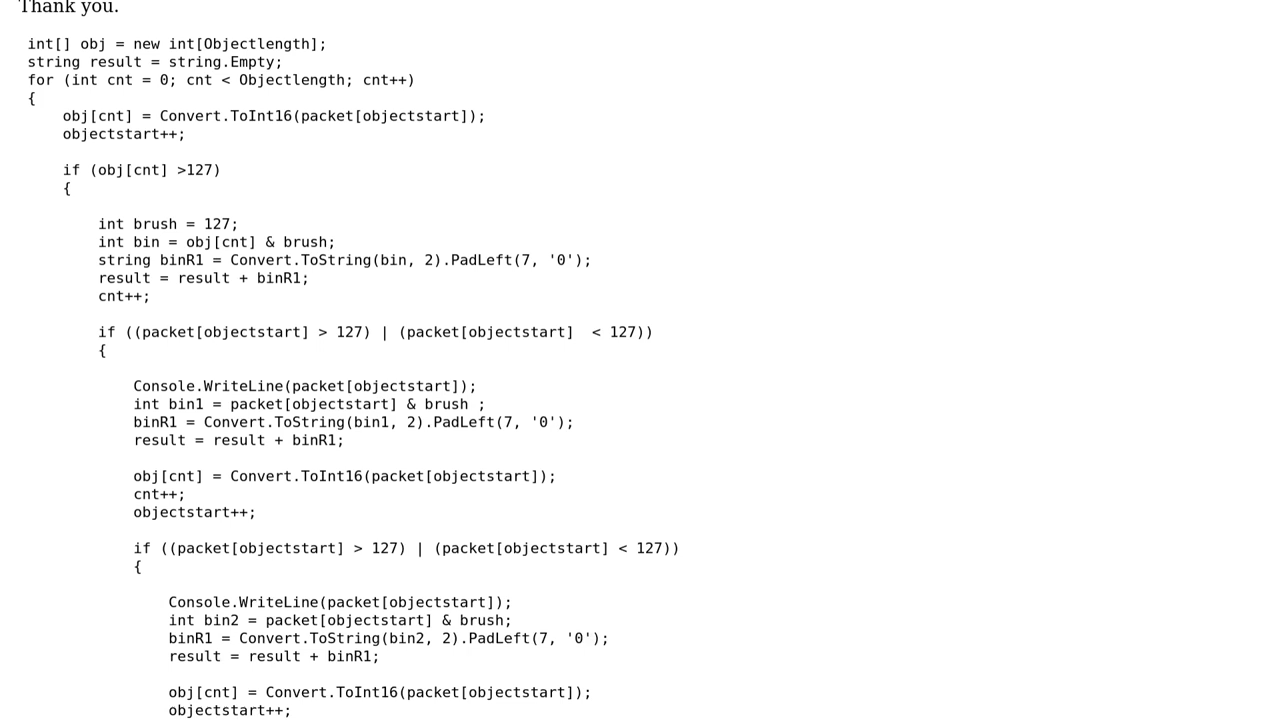 Thank you.
int[] obj = new int[Objectlength];
string result = string.Empty;
for (int cnt = 0; cnt < Objectlength; cnt++)
{
    obj[cnt] = Convert.ToInt16(packet[objectstart]);
    objectstart++;
    if (obj[cnt] >127)
    {
        int brush = 127;
        int bin = obj[cnt] & brush;
        string binR1 = Convert.ToString(bin, 2).PadLeft(7, '0');
        result = result + binR1;
        cnt++;
        if ((packet[objectstart] > 127) | (packet[objectstart]  < 127))
        {
            Console.WriteLine(packet[objectstart]);
            int bin1 = packet[objectstart] & brush ;
            binR1 = Convert.ToString(bin1, 2).PadLeft(7, '0');
            result = result + binR1;
            obj[cnt] = Convert.ToInt16(packet[objectstart]);
            cnt++;
            objectstart++;
            if ((packet[objectstart] > 127) | (packet[objectstart] < 127))
            {
                Console.WriteLine(packet[objectstart]);
                int bin2 = packet[objectstart] & brush;
                binR1 = Convert.ToString(bin2, 2).PadLeft(7, '0');
                result = result + binR1;
                obj[cnt] = Convert.ToInt16(packet[objectstart]);
                objectstart++;